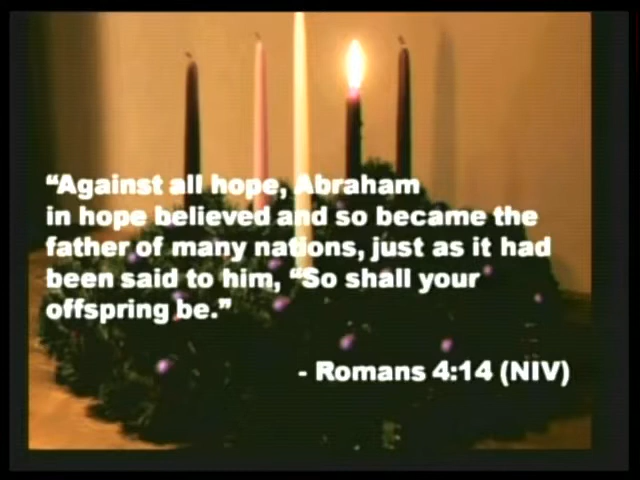 “Against all hope, Abraham
in hope believed and so became the
father of many nations, just as it had
been said to him, “So shall your
offspring be.”
- Romans 4:14 (NIV)